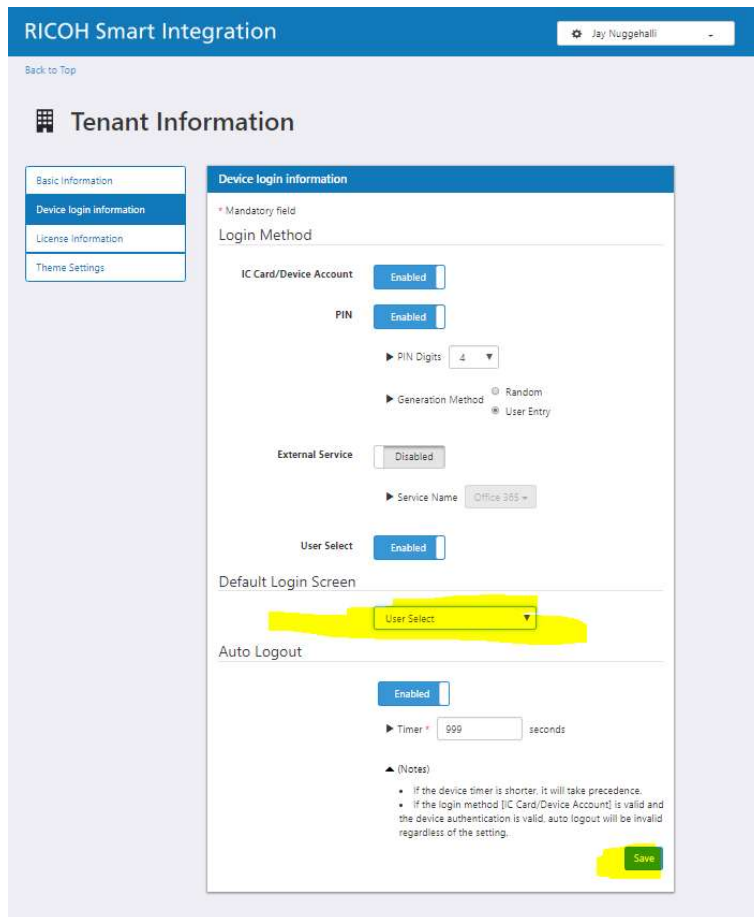 RICOH Smart Integration
Jay Nuggehalli
Back to Top
Tenant Information
Basic Information
Device login information
License Information
Theme Settings
Device login information
* Mandatory field
Login Method
IC Card/Device Account Enabled
PIN Enabled
PIN Digits 4
Generation Method Random
User Entry
External Service Disabled
Service Name Office 365
User Select Enabled
Default Login Screen
User Select
Auto Logout
Enabled
Timer * 999 seconds
(Notes)
• If the device timer is shorter, it will take precedence.
• If the login method [IC Card/Device Account] is valid and
the device authentication is valid, auto logout will be invalid
regardless of the setting.
Save